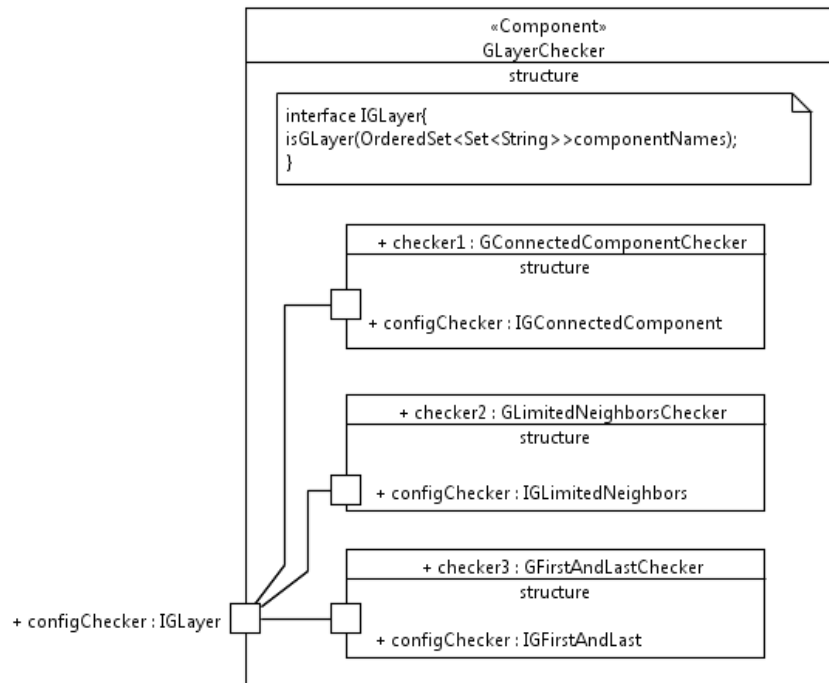 «Component»
GLayerChecker
structure
interface IGLayer{
isGLayer(OrderedSet<Set<String>>componentNames);
}
+ checker1 : GConnectedComponentChecker
structure
+ configChecker : IGConnectedComponent
+ checker2 : GLimitedNeighborsChecker
structure
+ configChecker : IGLimitedNeighbors
+ checker3 : GFirstAndLastChecker
structure
+ configChecker : IGLayer
+ configChecker : IGFirstAndLast